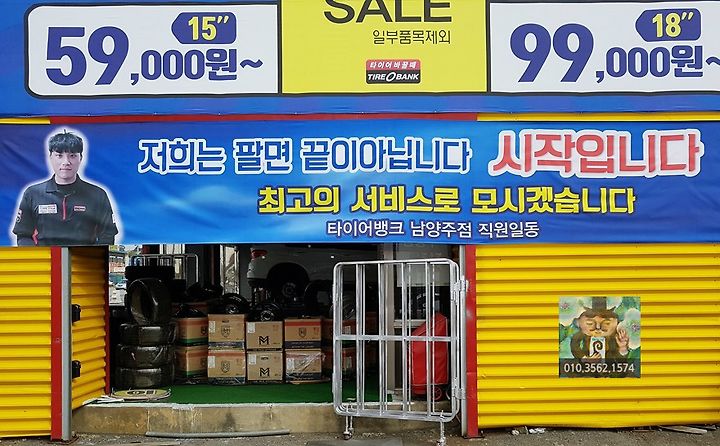 SALE
15"
59,000원~
일부품목제외
타이어 바꿀때
TIRE BANK
18"
99,000원~
저희는 팔면 끝이아닙니다 시작입니다
최고의 서비스로 모시겠습니다
타이어뱅크 남양주점 직원일동
010.3562.1574